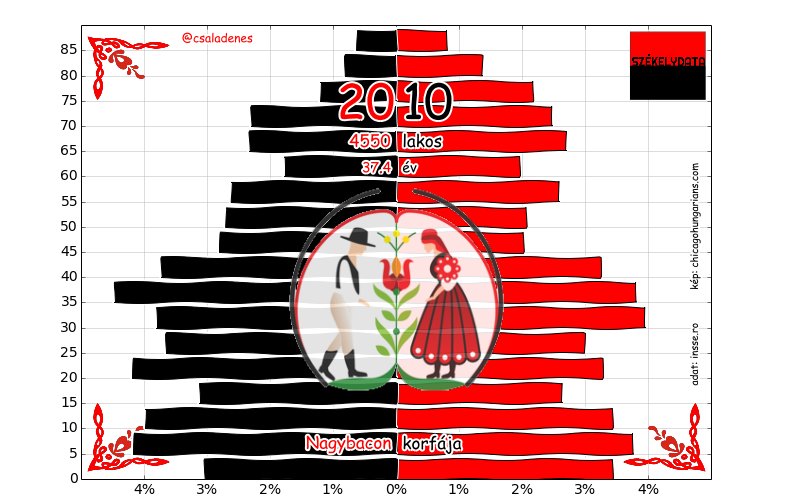 @csaladenes
SZÉKELYDATA
2010
4550 lakos
37.4 év
kép: chicagohungarians.com
adat: insse.ro
Nagybacon korfája
85
80
75
70
65
60
55
50
45
40
35
30
25
20
15
10
5
0
4% 3% 2% 1% 0% 1% 2% 3% 4%